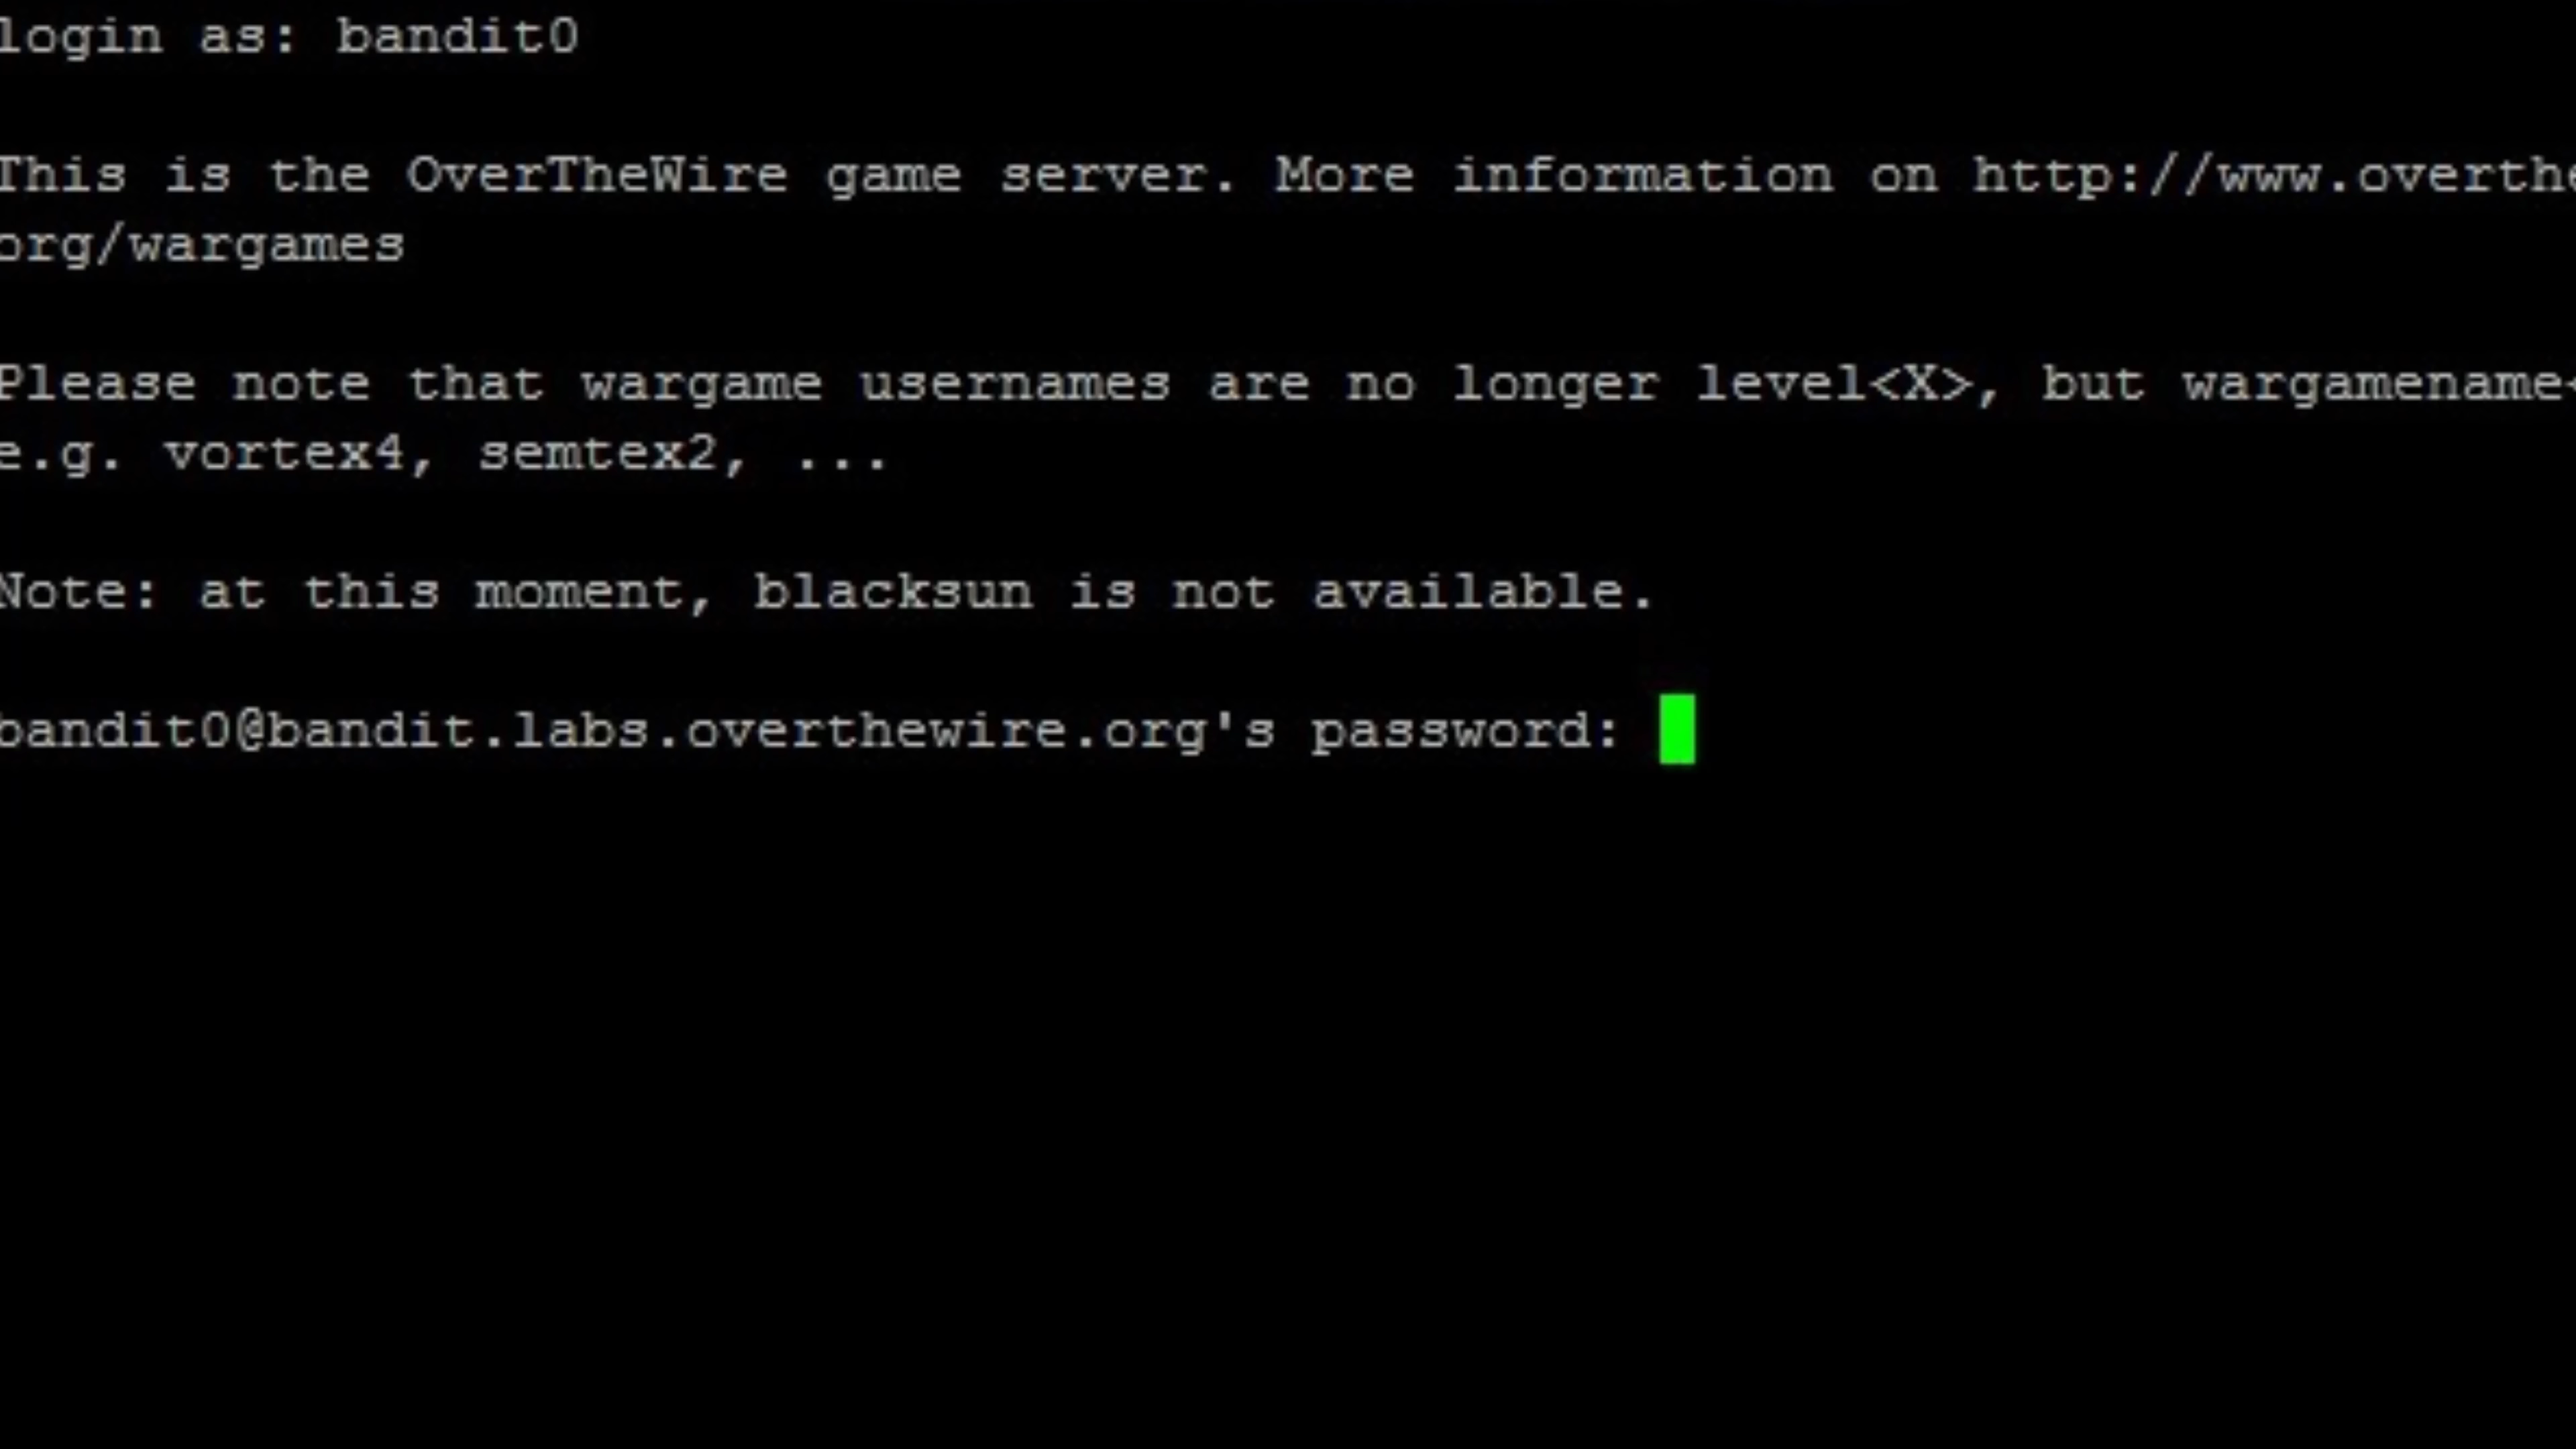 login as: bandit0
This is the OverTheWire game server. More information on http://www.overthe
org/wargames
Please note that wargame usernames are no longer level<X>, but wargamename<
e.g. vortex4, semtex2, ...
Note: at this moment, blacksun is not available.
bandit0@bandit.labs.overthewire.org's password: